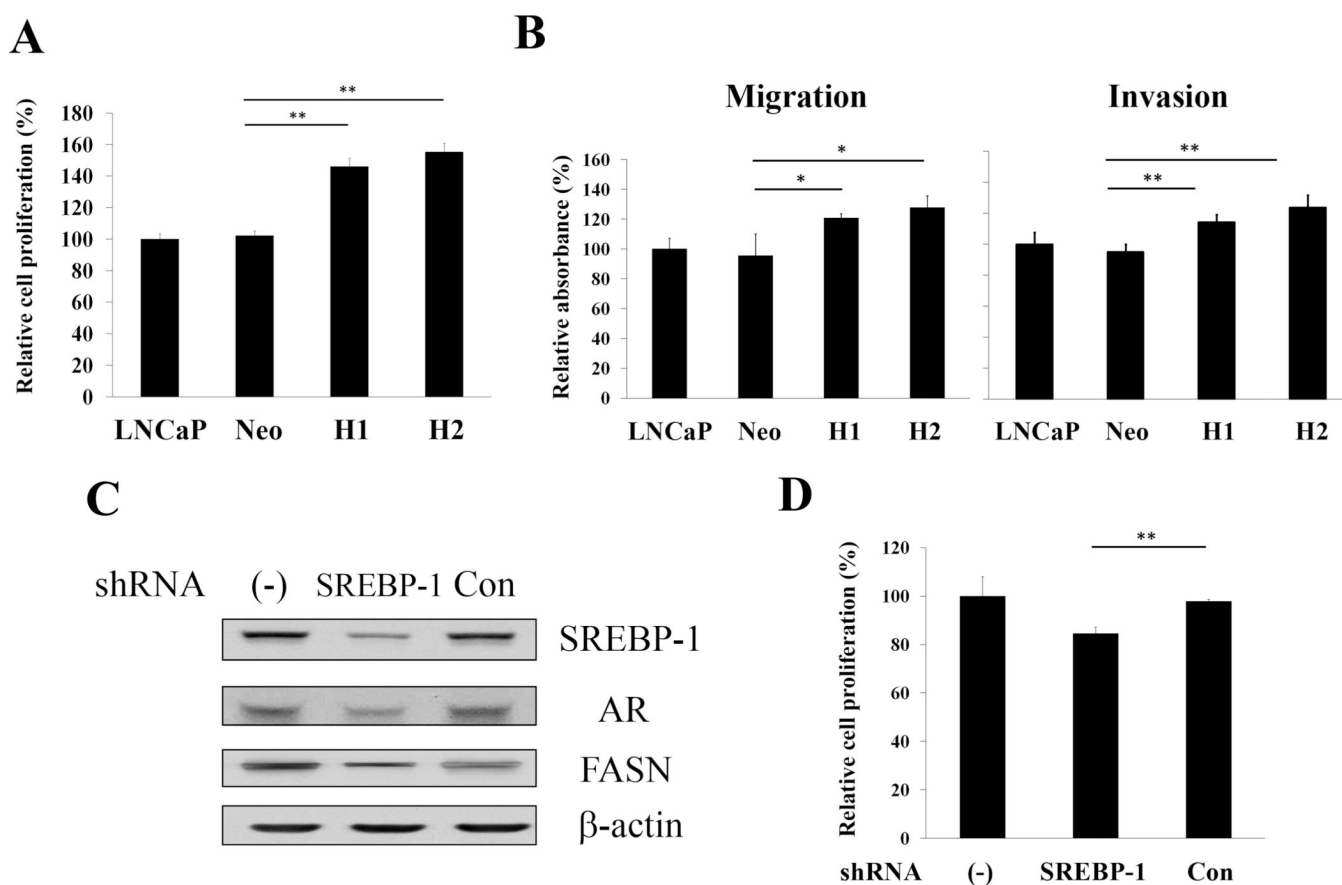 A
Relative cell proliferation (%)
180
160
140
120
100
80
60
40
20
0
**
**
LNCaP Neo H1 H2
B
Migration
Relative absorbance (%)
160
140
120
100
80
60
40
20
0
*
*
LNCaP Neo H1 H2
Invasion
**
**
LNCaP Neo H1 H2
C
shRNA (-) SREBP-1 Con
SREBP-1
AR
FASN
β-actin
D
Relative cell proliferation (%)
120
100
80
60
40
20
0
**
shRNA (-) SREBP-1 Con